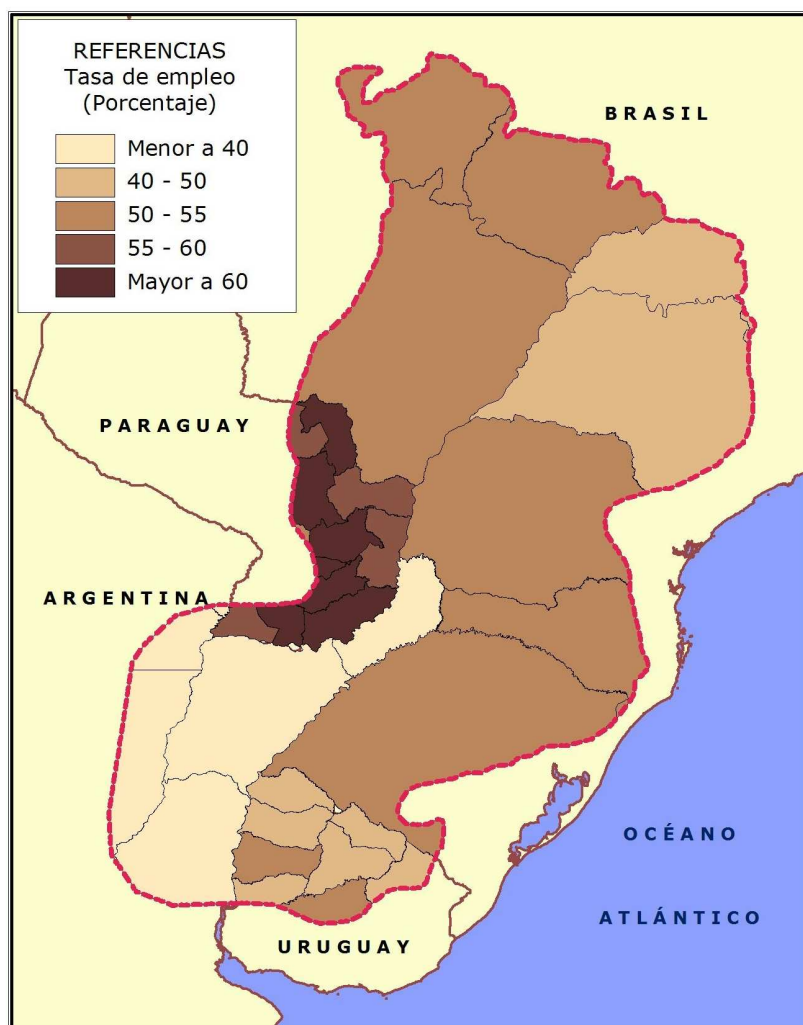 REFERENCIAS
Tasa de empleo
(Porcentaje)
Menor a 40
40 - 50
50 - 55
55 - 60
Mayor a 60
BRASIL
PARAGUAY
ARGENTINA
OCÉANO
ATLÁNTICO
URUGUAY